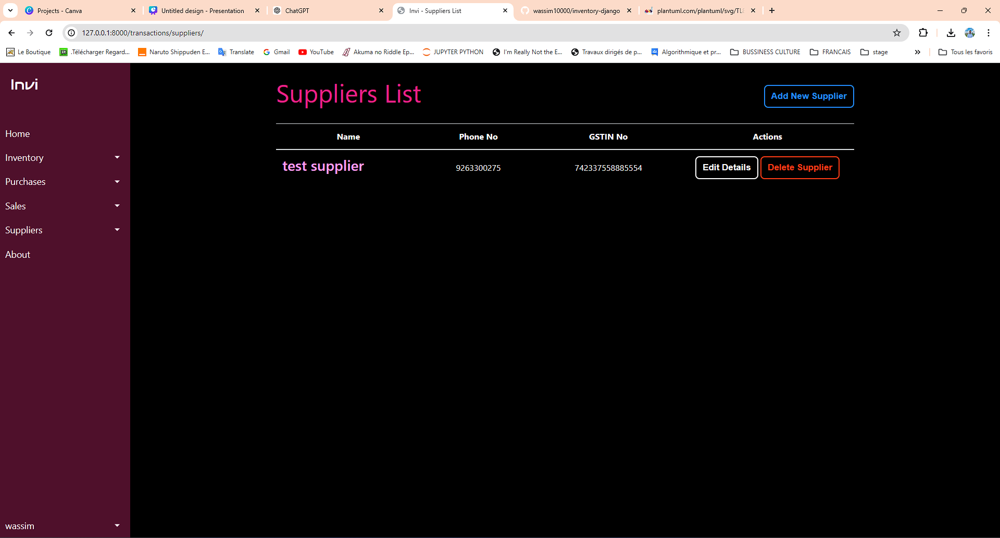 Projects - Canva
Untitled design - Presentation
ChatGPT
Invi - Suppliers List
wassim10000/inventory-django
plantuml.com/plantuml/svg/TL
127.0.0.1:8000/transactions/suppliers/
Le Boutique
.Télécharger Regard...
Naruto Shippuden E...
Translate
Gmail
YouTube
Akuma no Riddle Ep...
JUPYTER PYTHON
I'm Really Not the E...
Travaux dirigés de p...
Algorithmique et pr...
BUSSINESS CULTURE
FRANCAIS
stage
Tous les favoris
Invi
Home
Inventory
Purchases
Sales
Suppliers
About
wassim
Suppliers List
Add New Supplier
Name Phone No GSTIN No Actions
test supplier 9263300275 742337558885554 Edit Details Delete Supplier